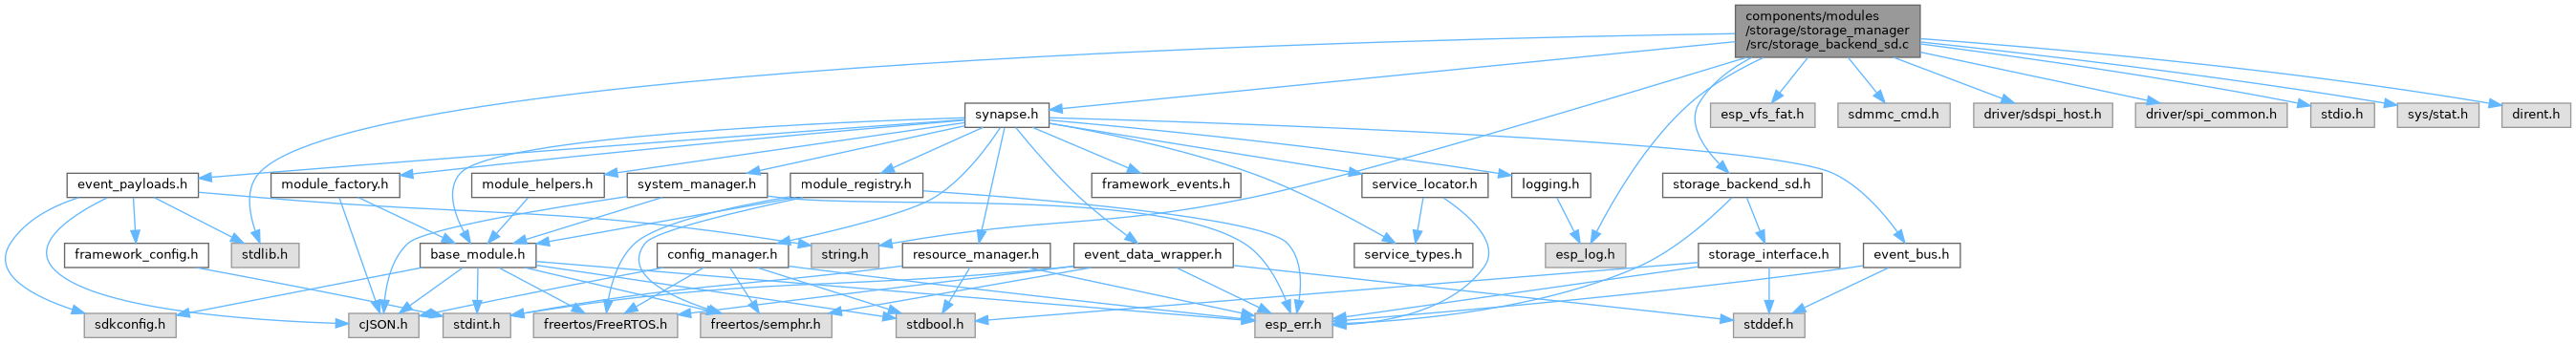 components/modules
/storage/storage_manager
/src/storage_backend_sd.c
synapse.h
esp_vfs_fat.h
sdmmc_cmd.h
driver/sdspi_host.h
driver/spi_common.h
stdio.h
sys/stat.h
dirent.h
event_payloads.h
module_factory.h
module_helpers.h
system_manager.h
module_registry.h
framework_events.h
service_locator.h
logging.h
storage_backend_sd.h
framework_config.h
stdlib.h
base_module.h
config_manager.h
string.h
resource_manager.h
event_data_wrapper.h
service_types.h
esp_log.h
storage_interface.h
event_bus.h
sdkconfig.h
cJSON.h
stdint.h
freertos/FreeRTOS.h
freertos/semphr.h
stdbool.h
esp_err.h
stddef.h